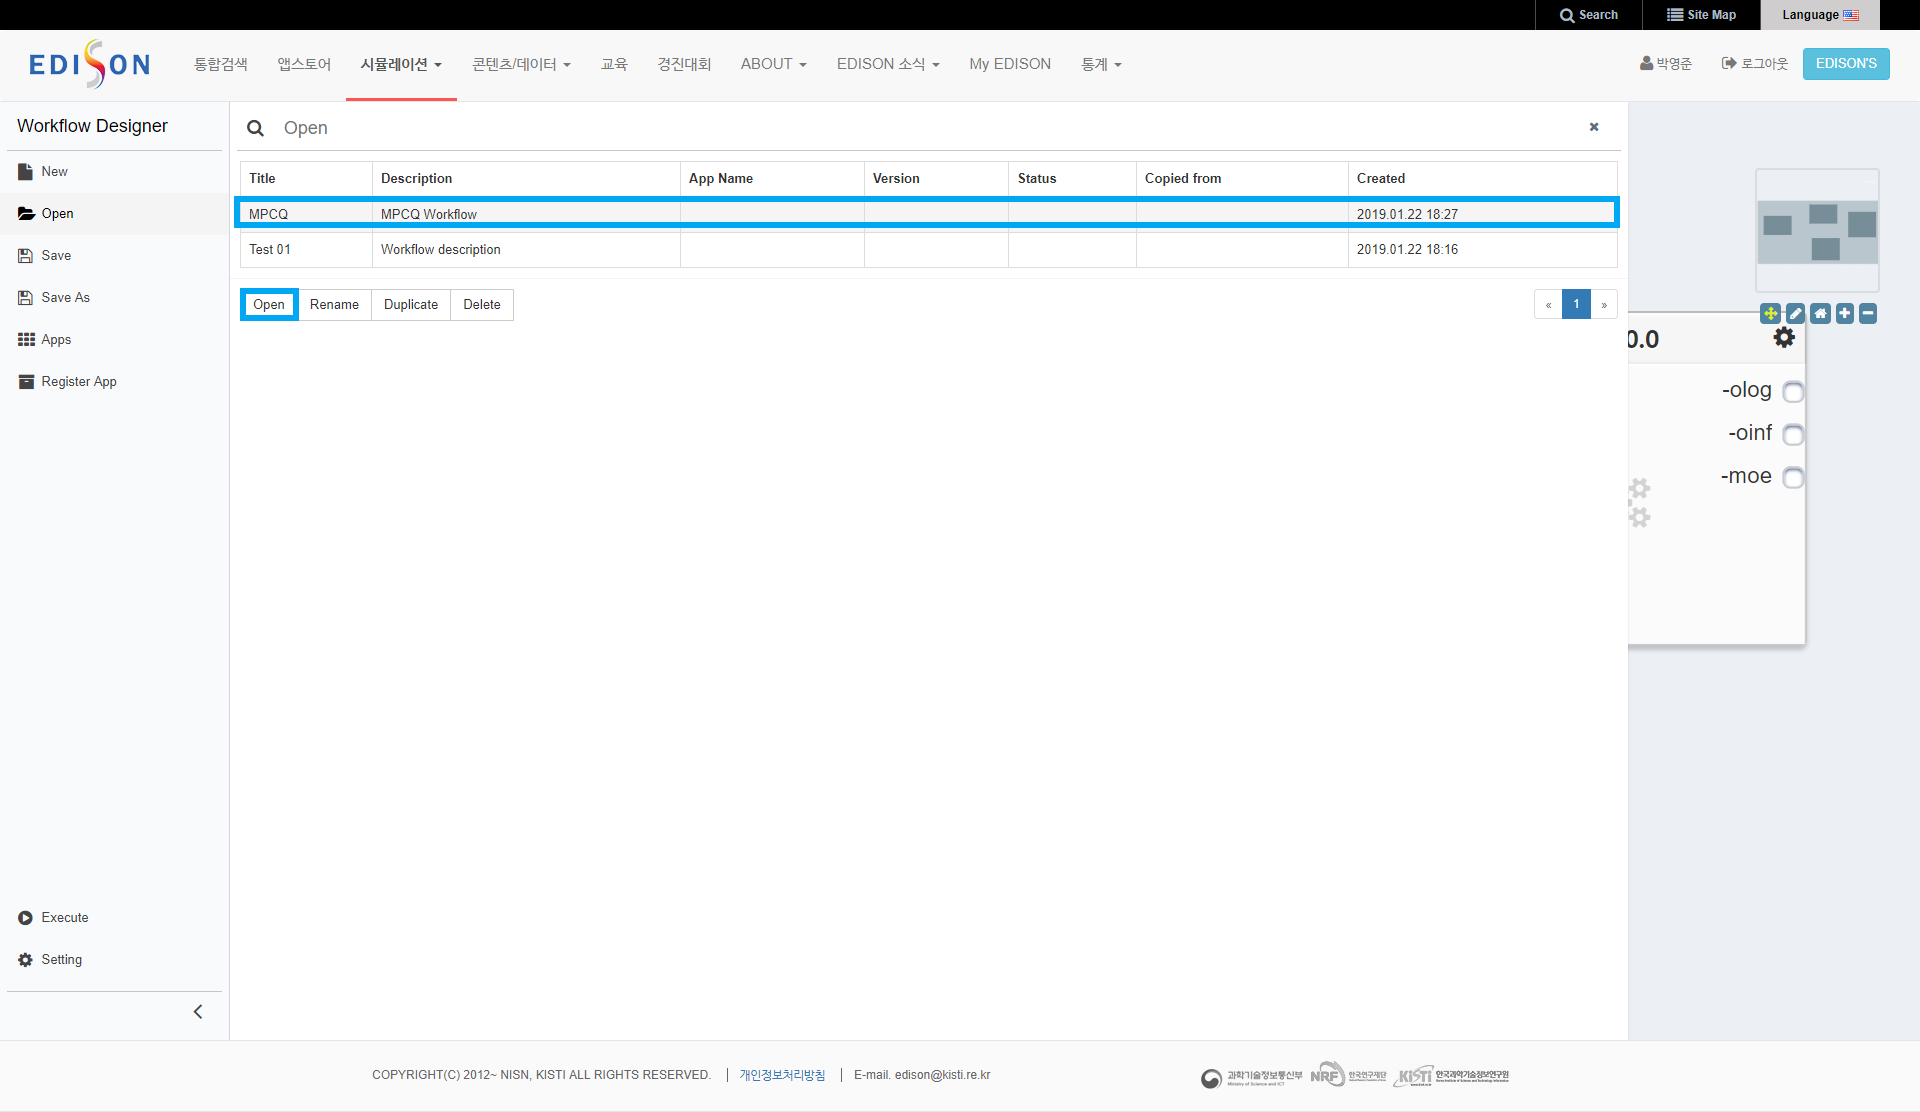 Search
Site Map
Language
EDISON
통합검색
앱스토어
시뮬레이션
콘텐츠/데이터
교육
경진대회
ABOUT
EDISON 소식
My EDISON
통계
박영준
로그아웃
EDISON'S
Workflow Designer
New
Open
Save
Save As
Apps
Register App
Execute
Setting
Open
Title Description App Name Version Status Copied from Created
MPCQ MPCQ Workflow 2019.01.22 18:27
Test 01 Workflow description 2019.01.22 18:16
Open Rename Duplicate Delete
« 1 »
0.0
-olog
-oinf
-moe
COPYRIGHT(C) 2012~ NISN, KISTI ALL RIGHTS RESERVED. 개인정보처리방침 E-mail. edison@kisti.re.kr
과학기술정보통신부
Ministry of Science and ICT
NRF 한국연구재단
KiSTi 한국과학기술정보연구원